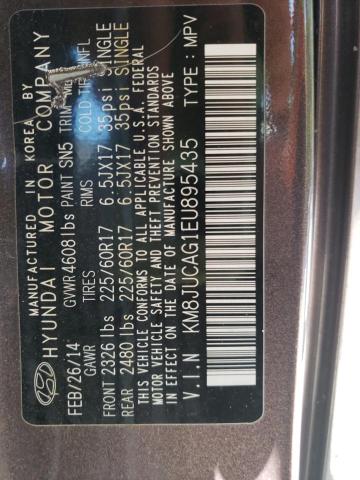 MANUFACTURED IN KOREA BY
HYUNDAI MOTOR COMPANY
FEB/26/14 GVWR 4608 lbs PAINT SN5 TRIM
GAWR TIRES RIMS COLD TIRE INFL
FRONT 2326 lbs 225/60R17 6.5JX17 35psi SINGLE
REAR 2480 lbs 225/60R17 6.5JX17 35psi SINGLE
THIS VEHICLE CONFORMS TO ALL APPLICABLE U.S.A. FEDERAL
MOTOR VEHICLE SAFETY AND THEFT PREVENTION STANDARDS
IN EFFECT ON THE DATE OF MANUFACTURE SHOWN ABOVE
V.I.N KM8JUCAG1EU895435 TYPE : MPV